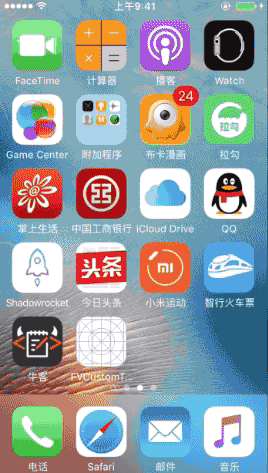 上午9:41
FaceTime 计算器 播客 Watch
24
拉勾
Game Center 附加程序 布卡漫画 拉勾
掌上生活 中国工商银行 iCloud Drive QQ
头条
Shadowrocket 今日头条 小米运动 智行火车票
牛客 FVCustomT...
电话 Safari 邮件 音乐